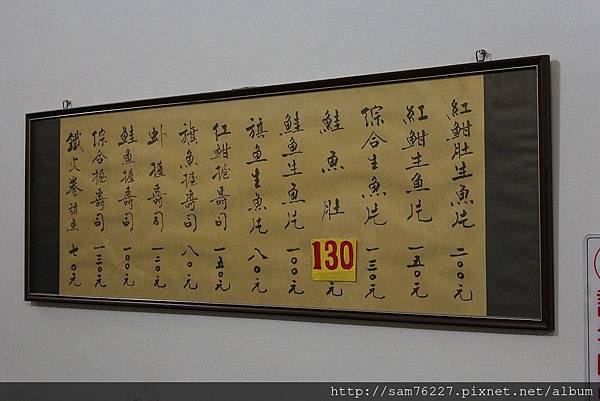 紅魽肚生魚片 二〇〇元
紅魽生魚片 一五〇元
綜合生魚片 一三〇元
鮭魚肚 130 元
鮭魚生魚片 一〇〇元
旗魚生魚片 八〇元
紅魽握壽司 一五〇元
旗魚握壽司 八〇元
蚌握壽司 一二〇元
鮭魚握壽司 一〇〇元
綜合握壽司 一三〇元
鐵火卷 旗魚 七〇元
http://sam76227.pixnet.net/album